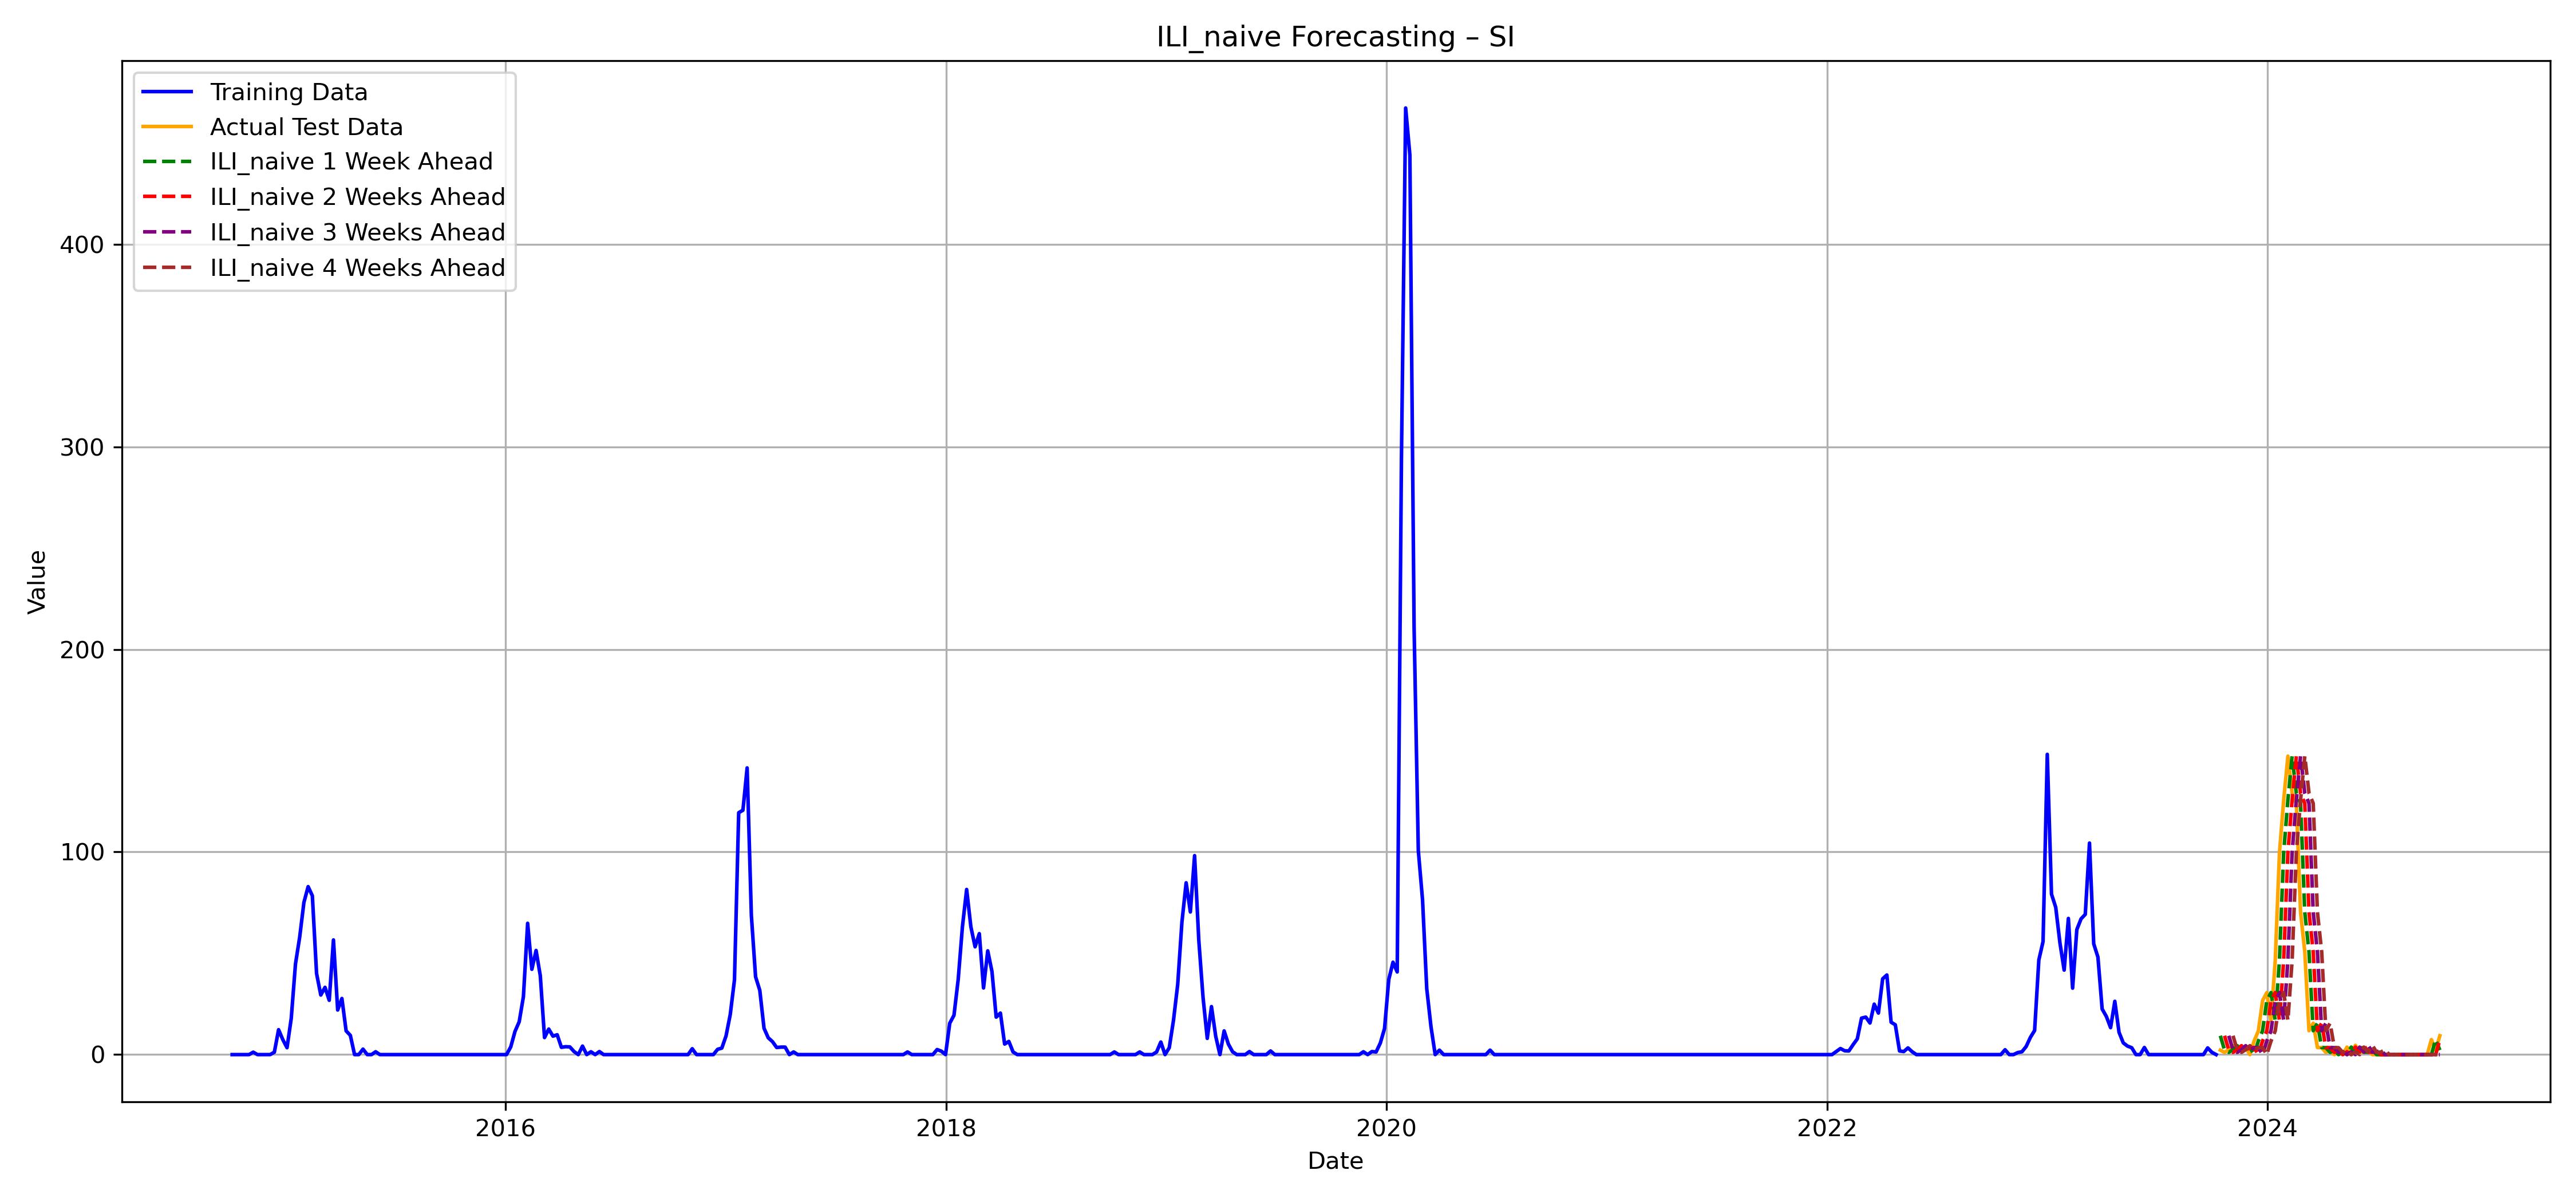 ILI_naive Forecasting – SI
Training Data
Actual Test Data
ILI_naive 1 Week Ahead
ILI_naive 2 Weeks Ahead
ILI_naive 3 Weeks Ahead
ILI_naive 4 Weeks Ahead
Value
400
300
200
100
0
2016 2018 2020 2022 2024
Date